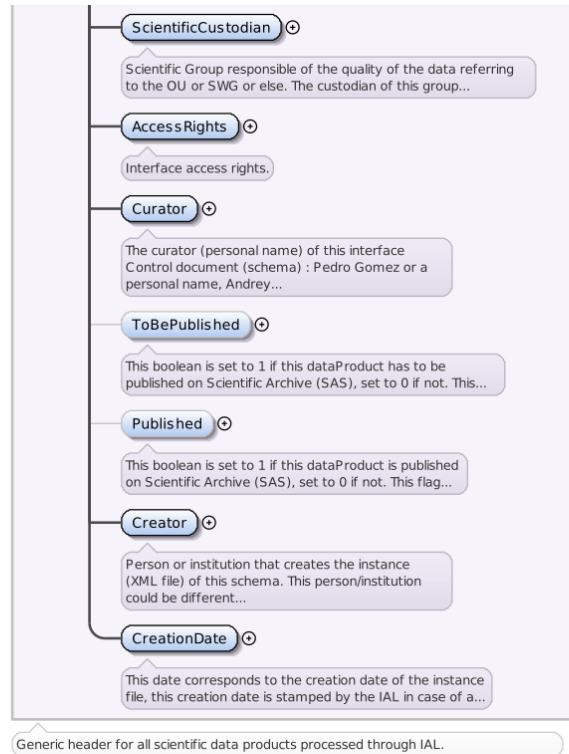 ScientificCustodian
Scientific Group responsible of the quality of the data referring
to the OU or SWG or else. The custodian of this group...
AccessRights
Interface access rights.
Curator
The curator (personal name) of this interface
Control document (schema) : Pedro Gomez or a
personal name, Andrey...
ToBePublished
This boolean is set to 1 if this dataProduct has to be
published on Scientific Archive (SAS), set to 0 if not. This...
Published
This boolean is set to 1 if this dataProduct is published
on Scientific Archive (SAS), set to 0 if not. This flag...
Creator
Person or institution that creates the instance
(XML file) of this schema. This person/institution
could be different...
CreationDate
This date corresponds to the creation date of the instance
file, this creation date is stamped by the IAL in case of a...
Generic header for all scientific data products processed through IAL.